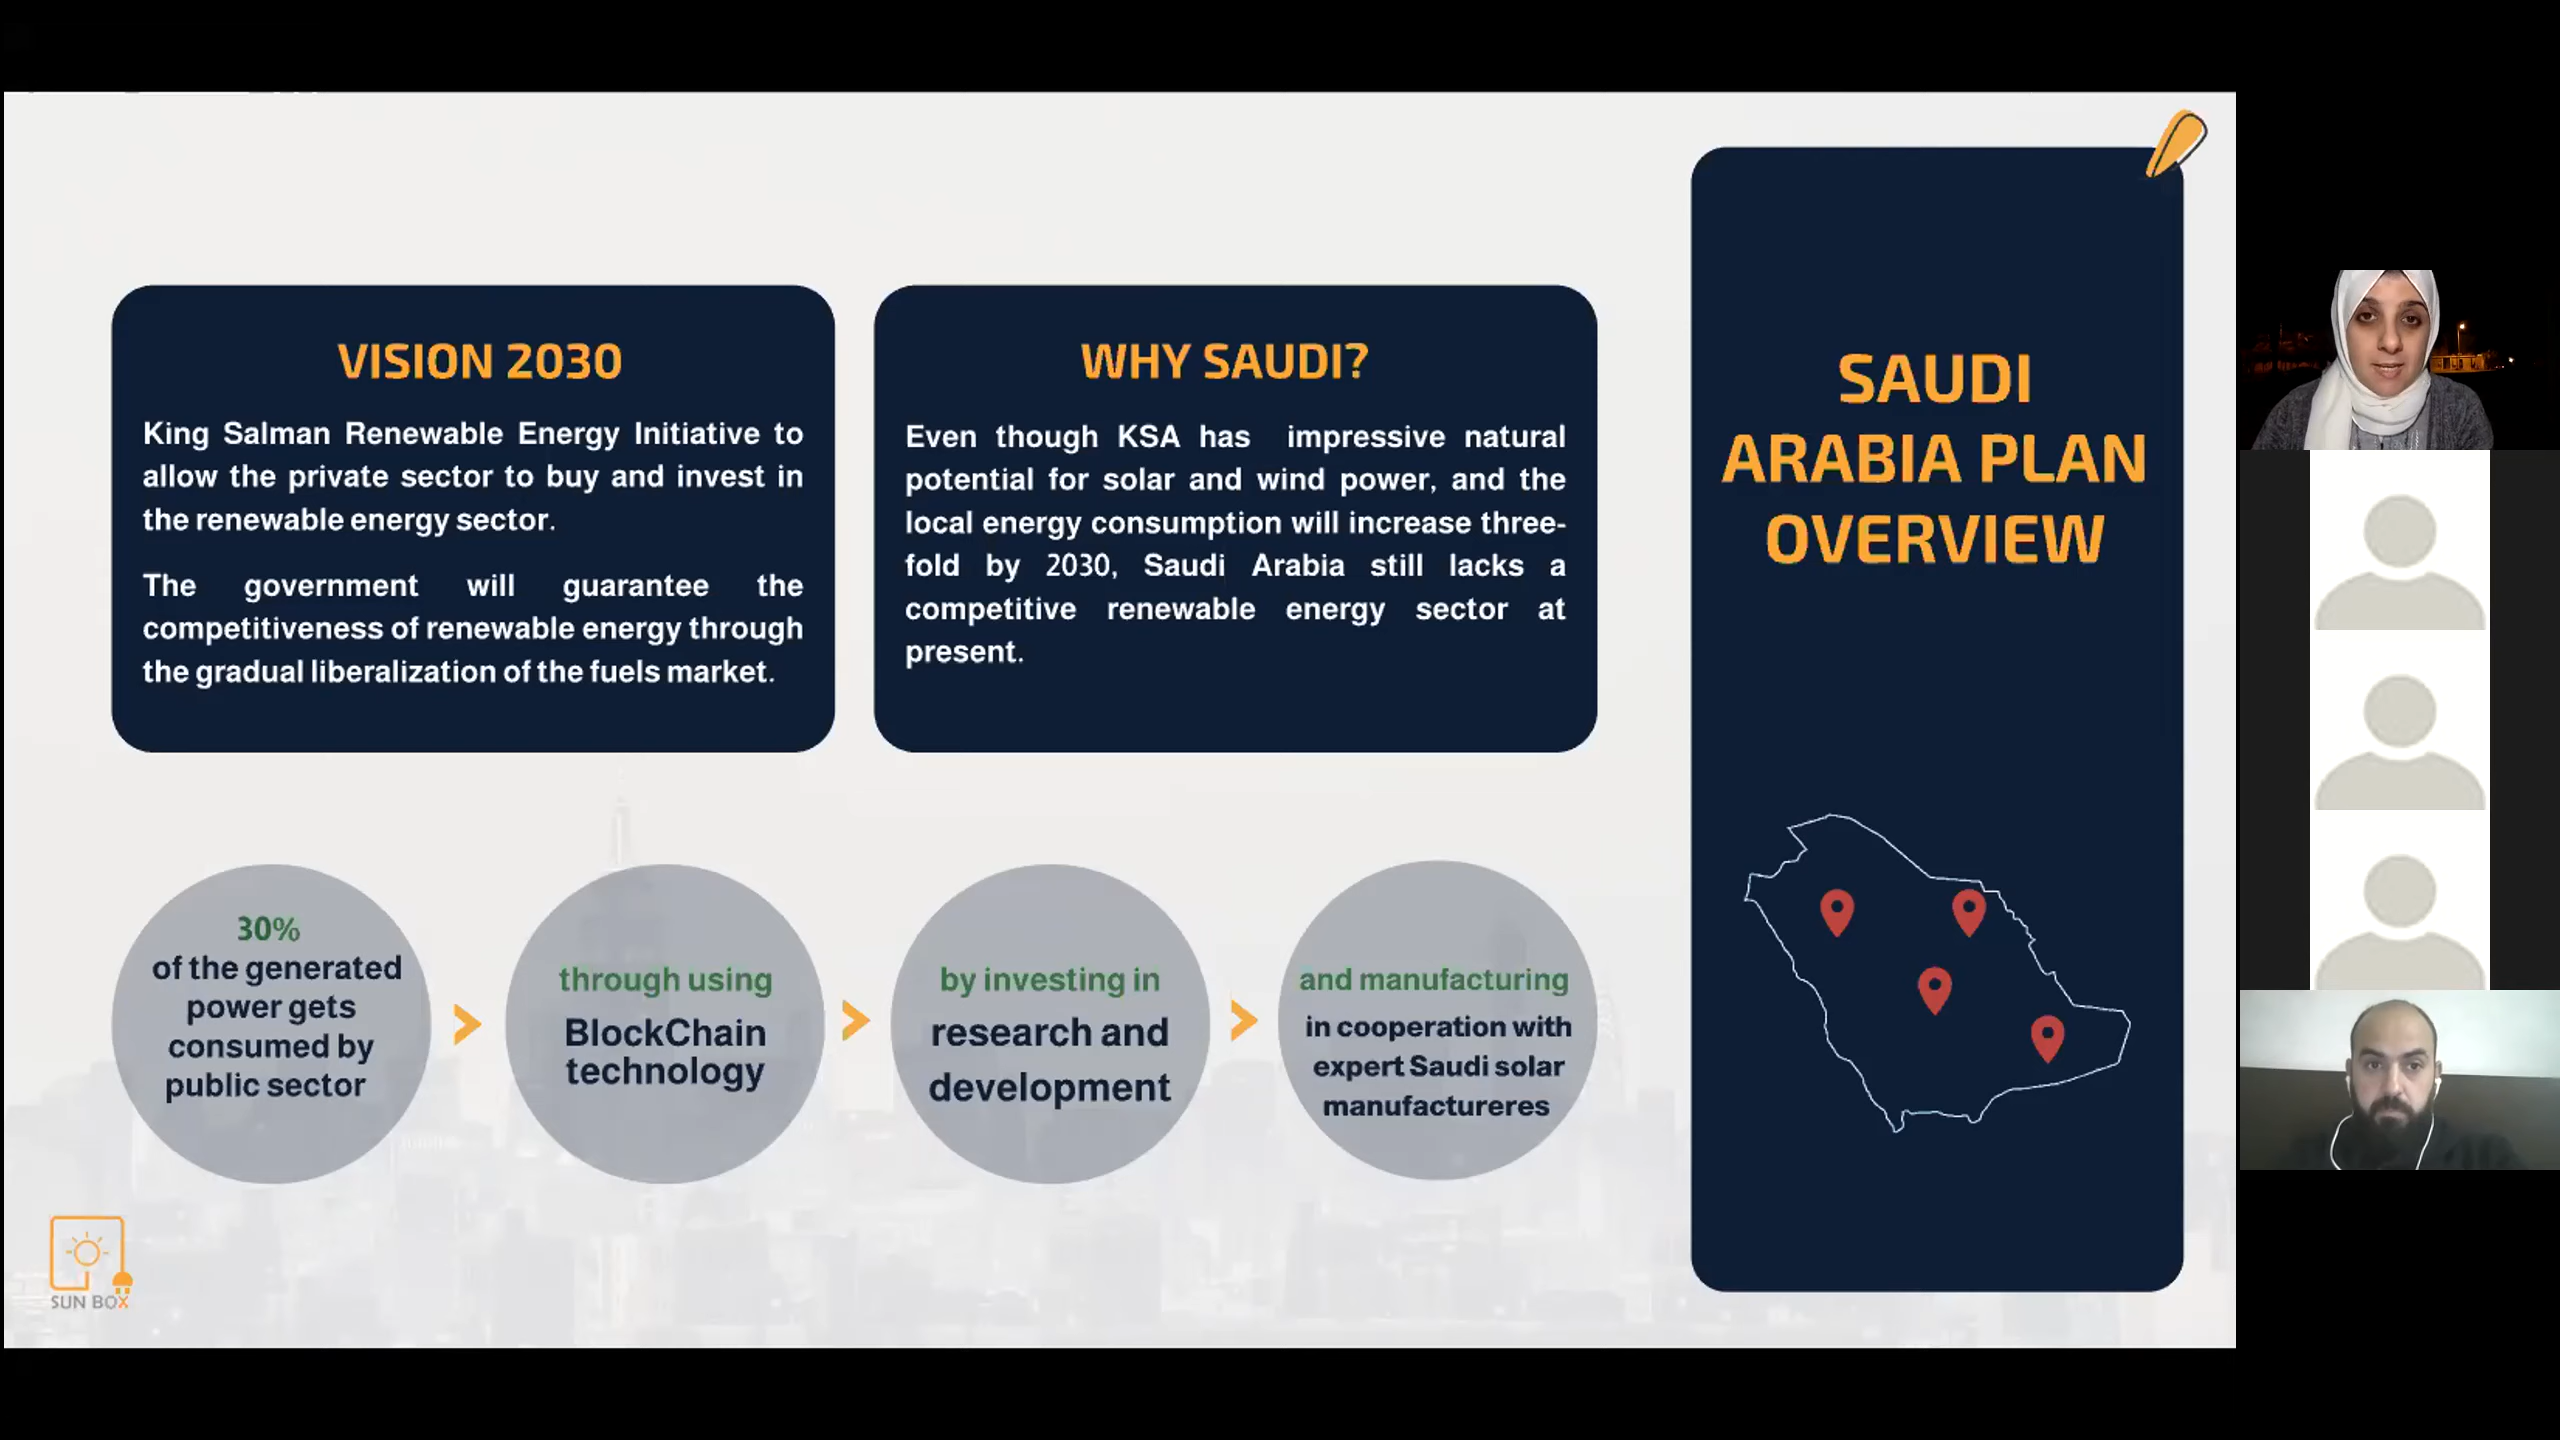 VISION 2030
King Salman Renewable Energy Initiative to
allow the private sector to buy and invest in
the renewable energy sector.
The government will guarantee the
competitiveness of renewable energy through
the gradual liberalization of the fuels market.
WHY SAUDI?
Even though KSA has impressive natural
potential for solar and wind power, and the
local energy consumption will increase three-
fold by 2030, Saudi Arabia still lacks a
competitive renewable energy sector at
present.
SAUDI
ARABIA PLAN
OVERVIEW
30%
of the generated
power gets
consumed by
public sector
through using
BlockChain
technology
by investing in
research and
development
and manufacturing
in cooperation with
expert Saudi solar
manufactureres
SUN BOX